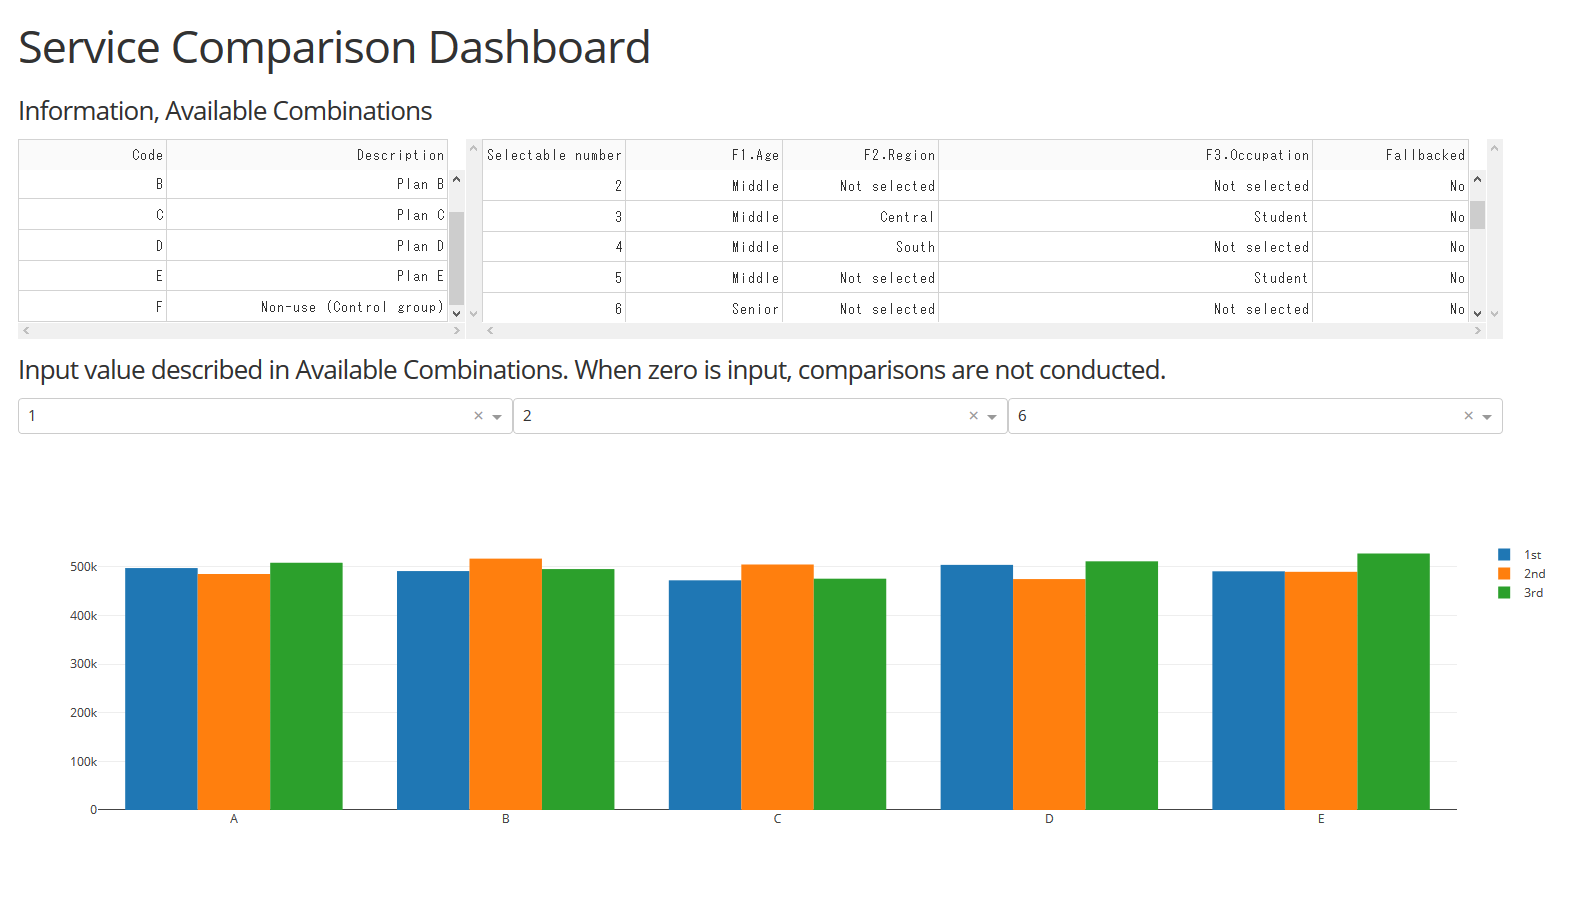 Service Comparison Dashboard
Information, Available Combinations
Code Description
B Plan B
C Plan C
D Plan D
E Plan E
F Non-use (Control group)
Selectable number F1.Age F2.Region F3.Occupation Fallbacked
2 Middle Not selected Not selected No
3 Middle Central Student No
4 Middle South Not selected No
5 Middle Not selected Student No
6 Senior Not selected Not selected No
Input value described in Available Combinations. When zero is input, comparisons are not conducted.
1 × 2 × 6 ×
500k
400k
300k
200k
100k
0
A B C D E
1st
2nd
3rd